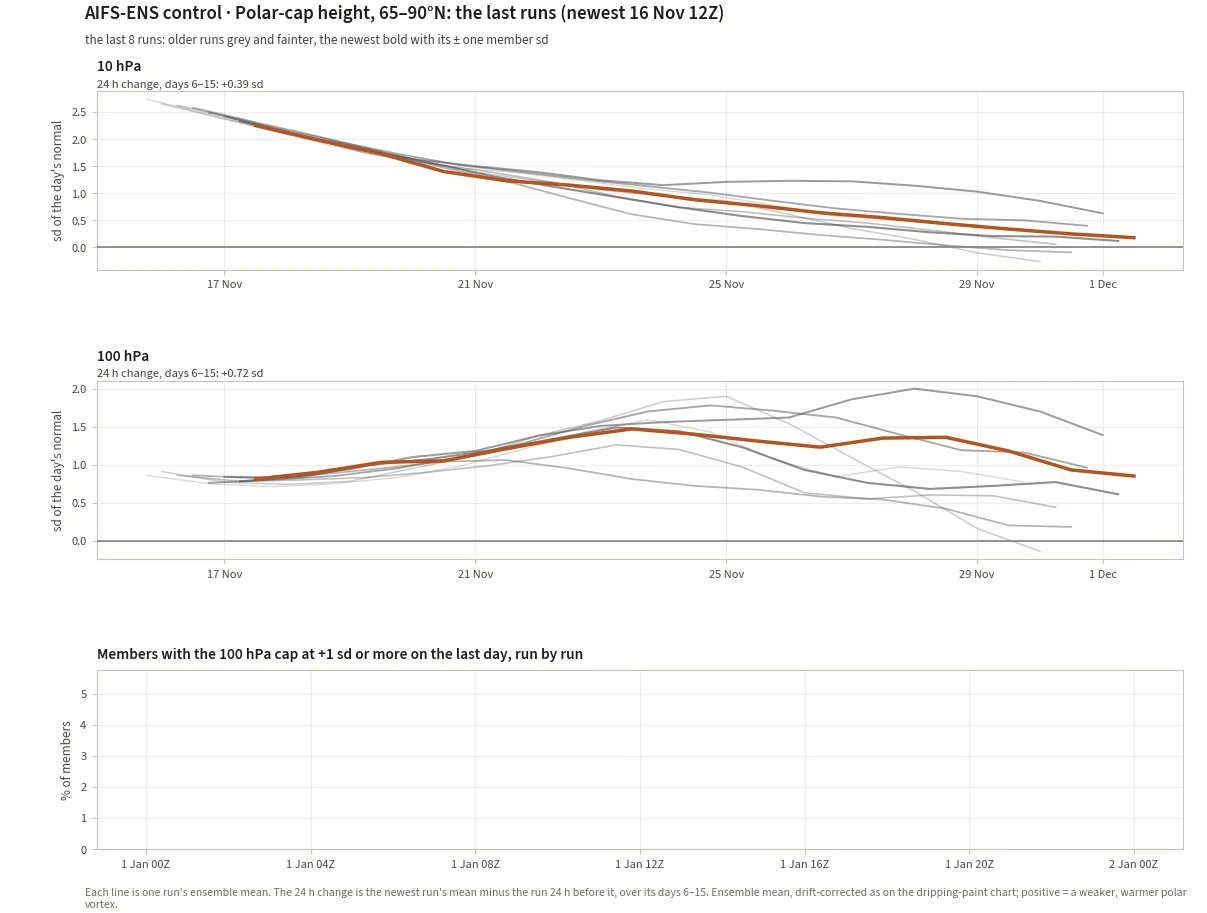 AIFS-ENS control · Polar-cap height, 65–90°N: the last runs (newest 16 Nov 12Z)
the last 8 runs: older runs grey and fainter, the newest bold with its ± one member sd
10 hPa
24 h change, days 6–15: +0.39 sd
sd of the day's normal
2.5
2.0
1.5
1.0
0.5
0.0
17 Nov
21 Nov
25 Nov
29 Nov
1 Dec
100 hPa
24 h change, days 6–15: +0.72 sd
sd of the day's normal
2.0
1.5
1.0
0.5
0.0
17 Nov
21 Nov
25 Nov
29 Nov
1 Dec
Members with the 100 hPa cap at +1 sd or more on the last day, run by run
% of members
5
4
3
2
1
0
1 Jan 00Z
1 Jan 04Z
1 Jan 08Z
1 Jan 12Z
1 Jan 16Z
1 Jan 20Z
2 Jan 00Z
Each line is one run's ensemble mean. The 24 h change is the newest run's mean minus the run 24 h before it, over its days 6–15. Ensemble mean, drift-corrected as on the dripping-paint chart; positive = a weaker, warmer polar
vortex.